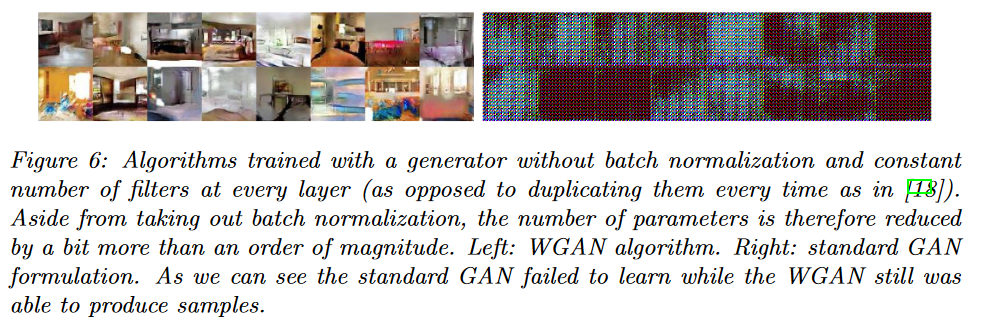 Figure 6: Algorithms trained with a generator without batch normalization and constant
number of filters at every layer (as opposed to duplicating them every time as in [18]).
Aside from taking out batch normalization, the number of parameters is therefore reduced
by a bit more than an order of magnitude. Left: WGAN algorithm. Right: standard GAN
formulation. As we can see the standard GAN failed to learn while the WGAN still was
able to produce samples.